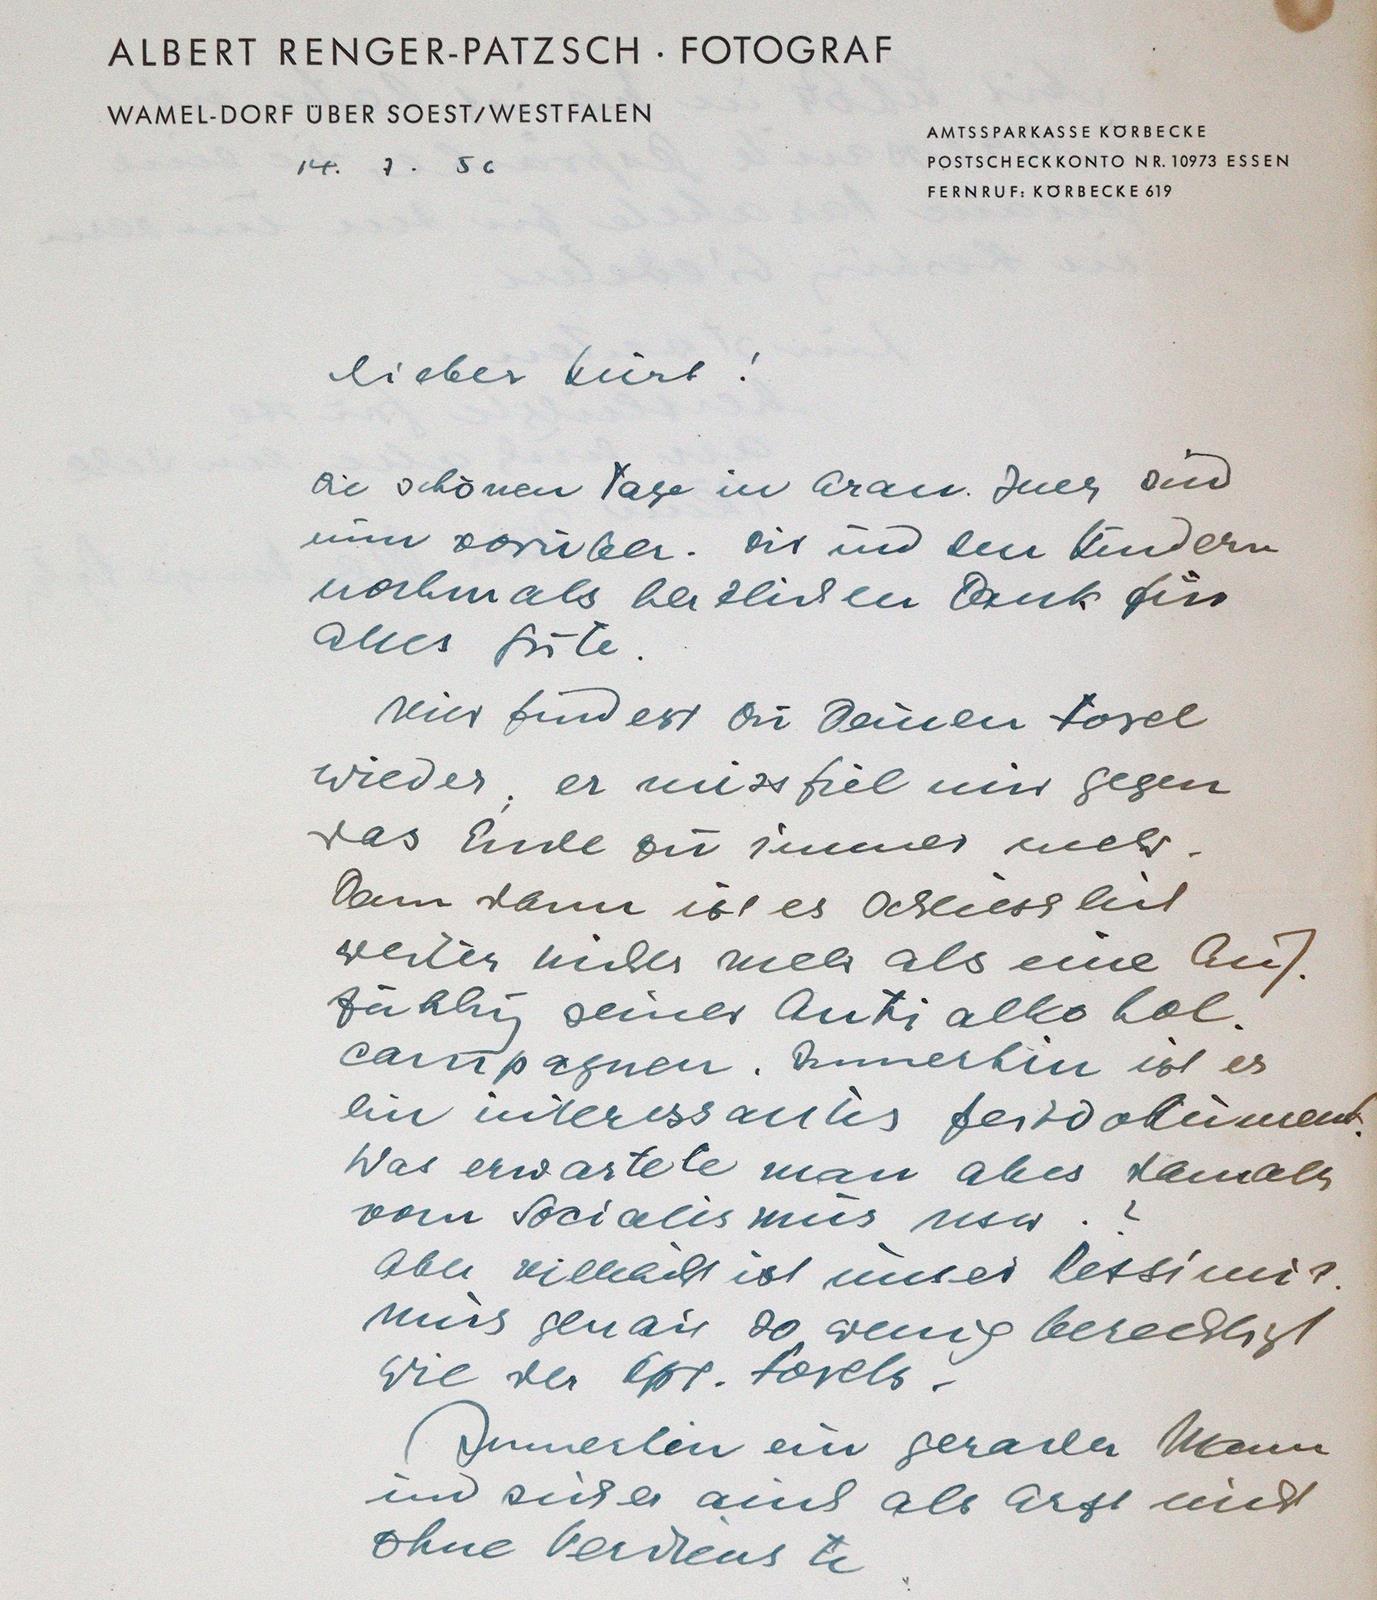 ALBERT RENGER-PATZSCH · FOTOGRAF
WAMEL-DORF ÜBER SOEST/WESTFALEN
AMTSSPARKASSE KÖRBECKE
POSTSCHECKKONTO NR. 10973 ESSEN
FERNRUF: KÖRBECKE 619
14. 7. 56
Lieber Kurt!
die schönen Tage in Aran. Juez sind
nun vorüber. Dir und den Kindern
nochmals herzlichen Dank für
alles Gute.
Hier findest Du Deinen Forel
wieder, er missfiel mir gegen
das Ende zu immer mehr.
Denn dann ist es schliesslich
weiter nichts mehr als eine Auf-
zählung seiner Antialkohol-
campagnen. Immerhin ist es
ein interessantes Zeitdokument.
Was erwartete man aber damals
vom Socialismus usw. ?
Aber vielleicht ist unser Pessimis-
mus genau so wenig berechtigt
wie der Opt. Forels.
Immerhin ein gerader Mann
und sicher auch als Arzt nicht
ohne Verdienste